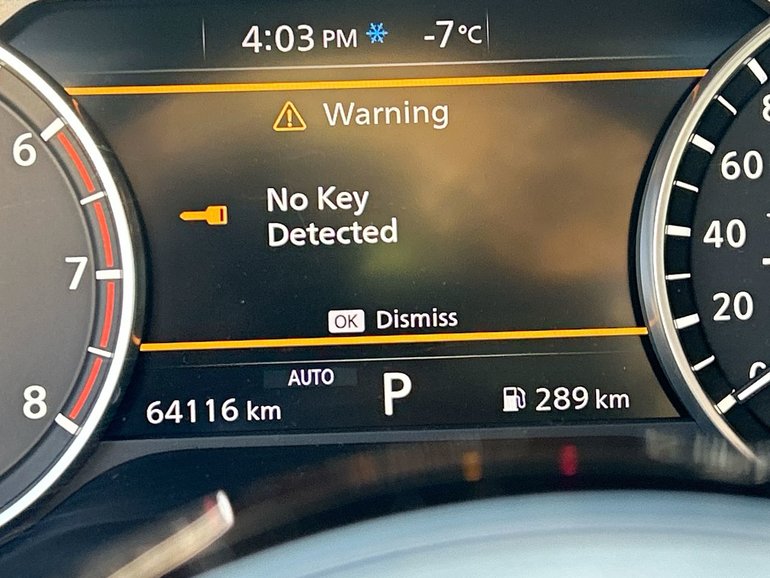 4:03 PM -7°C
Warning
No Key
Detected
OK Dismiss
AUTO
64116 km P 289 km
6
7
8
60
40
20
0